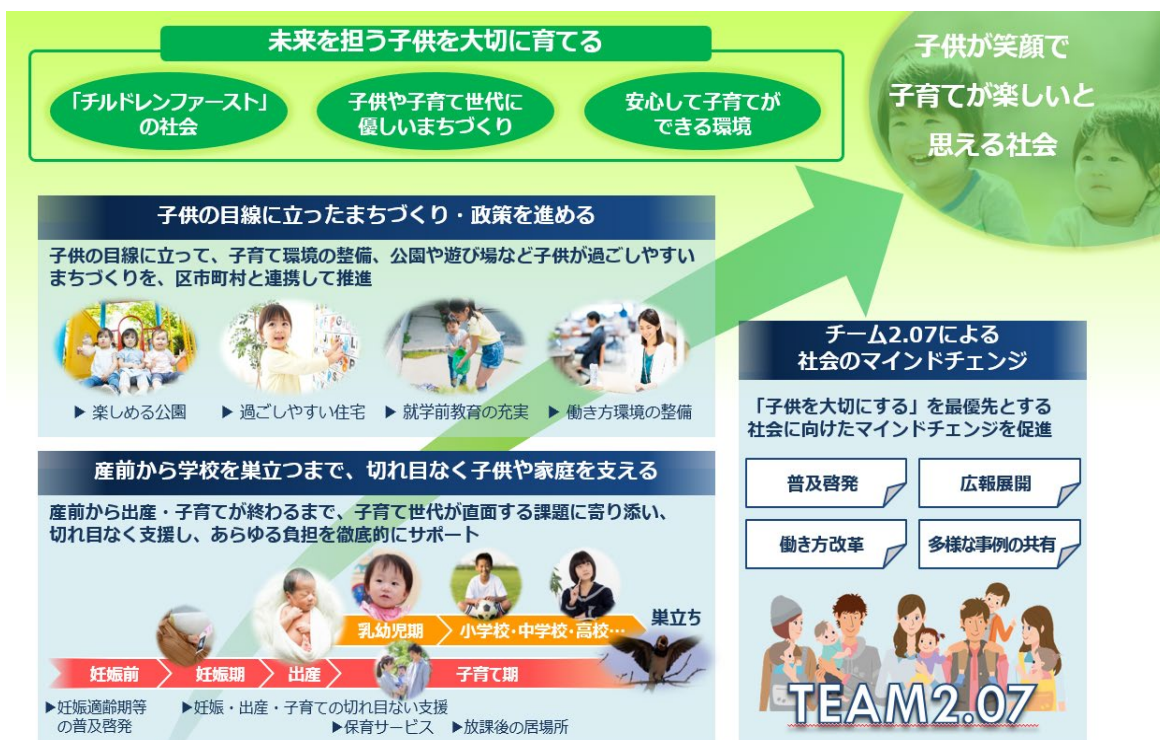 未来を担う子供を大切に育てる
「チルドレンファースト」
の社会
子供や子育て世代に
優しいまちづくり
安心して子育てが
できる環境
子供が笑顔で
子育てが楽しいと
思える社会
子供の目線に立ったまちづくり・政策を進める
子供の目線に立って、子育て環境の整備、公園や遊び場など子供が過ごしやすい
まちづくりを、区市町村と連携して推進
▶ 楽しめる公園
▶ 過ごしやすい住宅
▶ 就学前教育の充実
▶ 働き方環境の整備
産前から学校を巣立つまで、切れ目なく子供や家庭を支える
産前から出産・子育てが終わるまで、子育て世代が直面する課題に寄り添い、
切れ目なく支援し、あらゆる負担を徹底的にサポート
乳幼児期
小学校・中学校・高校…
巣立ち
妊娠前
妊娠期
出産
子育て期
▶妊娠適齢期等
の普及啓発
▶妊娠・出産・子育ての切れ目ない支援
▶保育サービス
▶放課後の居場所
チーム2.07による
社会のマインドチェンジ
「子供を大切にする」を最優先とする
社会に向けたマインドチェンジを促進
普及啓発
広報展開
働き方改革
多様な事例の共有
TEAM2.07